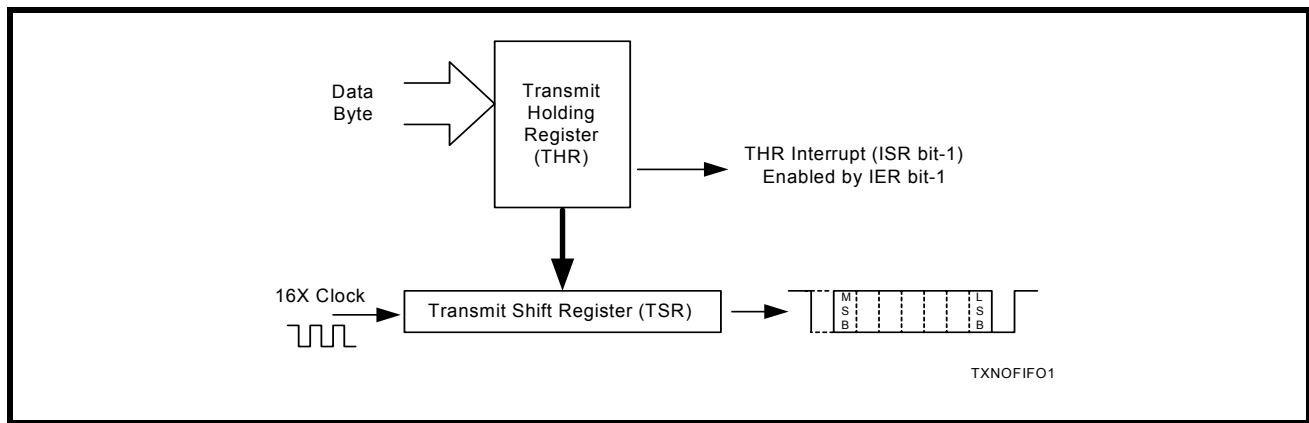 Data
Byte
Transmit
Holding
Register
(THR)
THR Interrupt (ISR bit-1)
Enabled by IER bit-1
16X Clock
Transmit Shift Register (TSR)
M
S
B
L
S
B
TXNOFIFO1